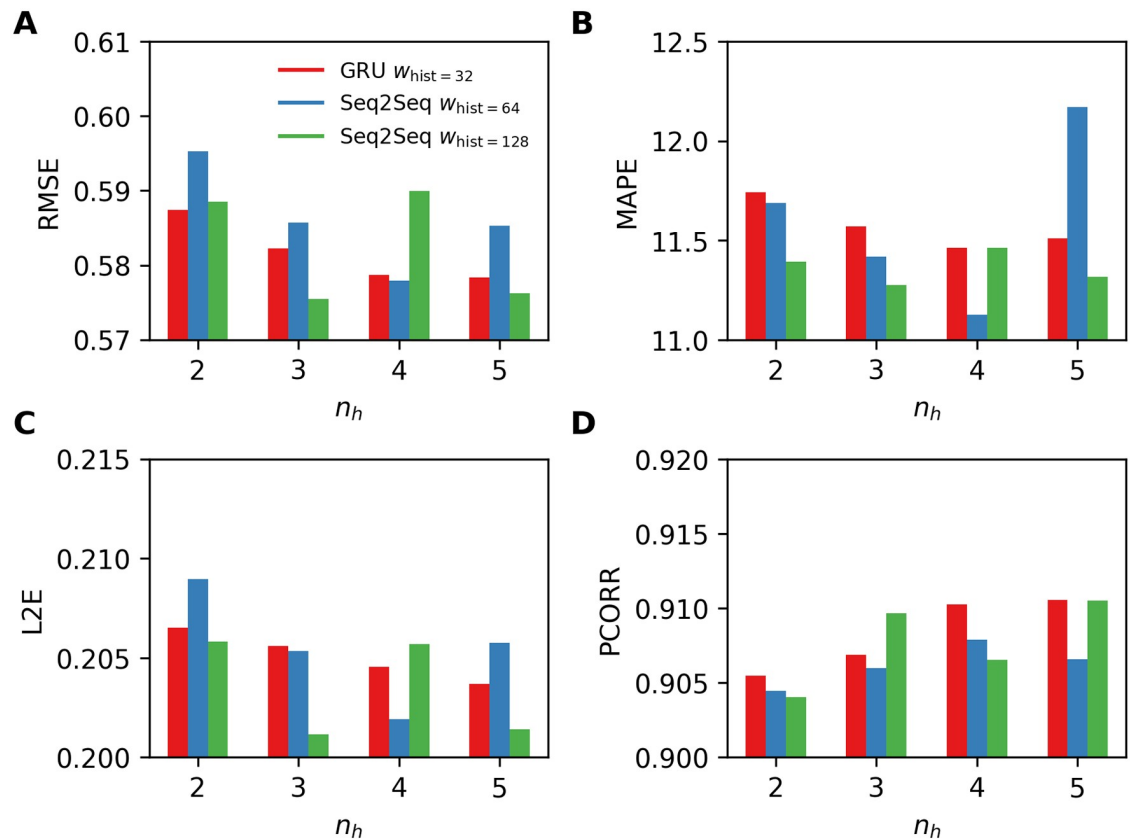 A
RMSE
0.61
0.60
0.59
0.58
0.57
GRU w_hist=32
Seq2Seq w_hist=64
Seq2Seq w_hist=128
2 3 4 5
n_h
B
MAPE
12.5
12.0
11.5
11.0
2 3 4 5
n_h
C
L2E
0.215
0.210
0.205
0.200
2 3 4 5
n_h
D
PCORR
0.920
0.915
0.910
0.905
0.900
2 3 4 5
n_h